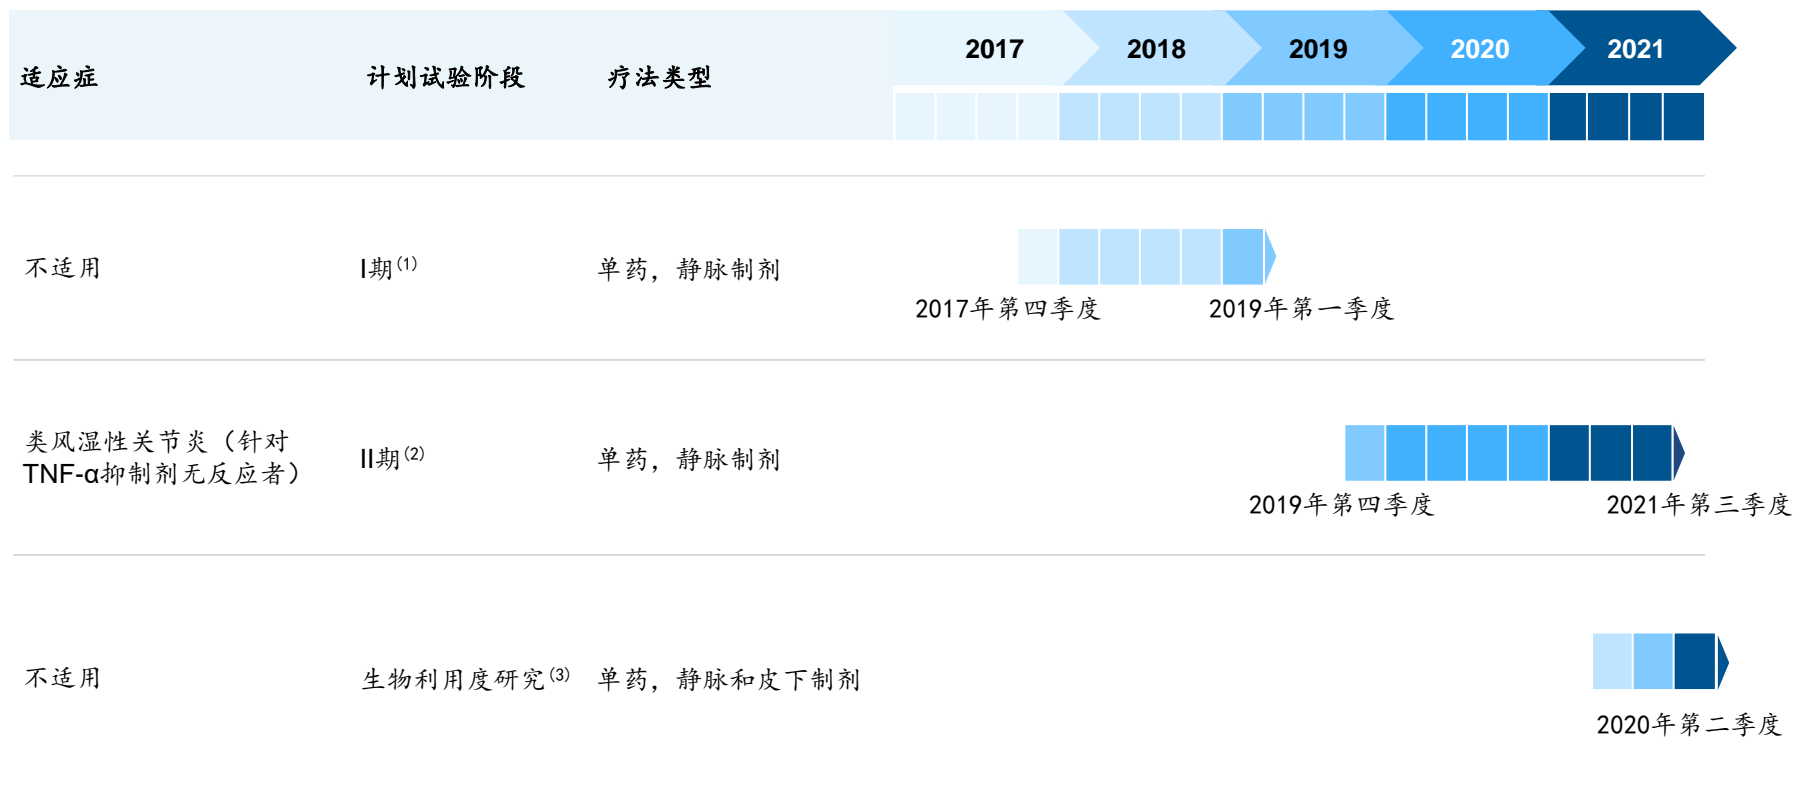 适应症 计划试验阶段 疗法类型 2017 2018 2019 2020 2021
不适用 I期(1) 单药，静脉制剂
2017年第四季度 2019年第一季度
类风湿性关节炎（针对
TNF-α抑制剂无反应者） II期(2) 单药，静脉制剂
2019年第四季度 2021年第三季度
不适用 生物利用度研究(3) 单药，静脉和皮下制剂
2020年第二季度